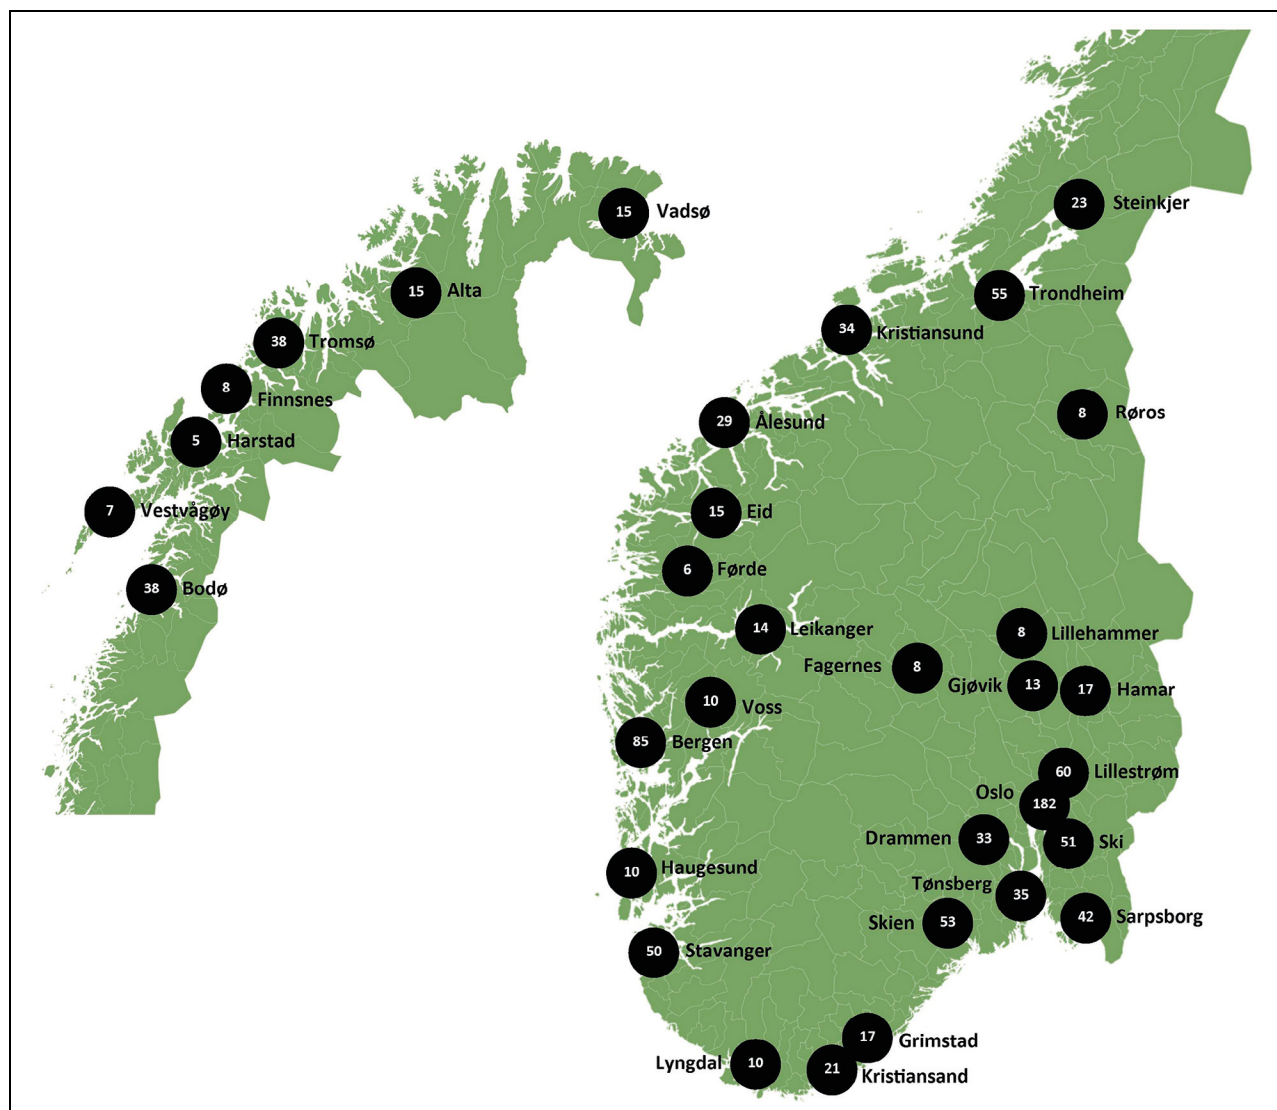 15 Vadsø
15 Alta
38 Tromsø
8 Finnsnes
5 Harstad
7 Vestvågøy
38 Bodø
23 Steinkjer
55 Trondheim
34 Kristiansund
8 Røros
29 Ålesund
15 Eid
6 Førde
14 Leikanger
8 Lillehammer
Fagernes 8
Gjøvik 13
17 Hamar
10 Voss
85 Bergen
60 Lillestrøm
Oslo 182
Drammen 33
51 Ski
10 Haugesund
Tønsberg 35
Skien 53
42 Sarpsborg
50 Stavanger
17 Grimstad
Lyngdal 10
21 Kristiansand